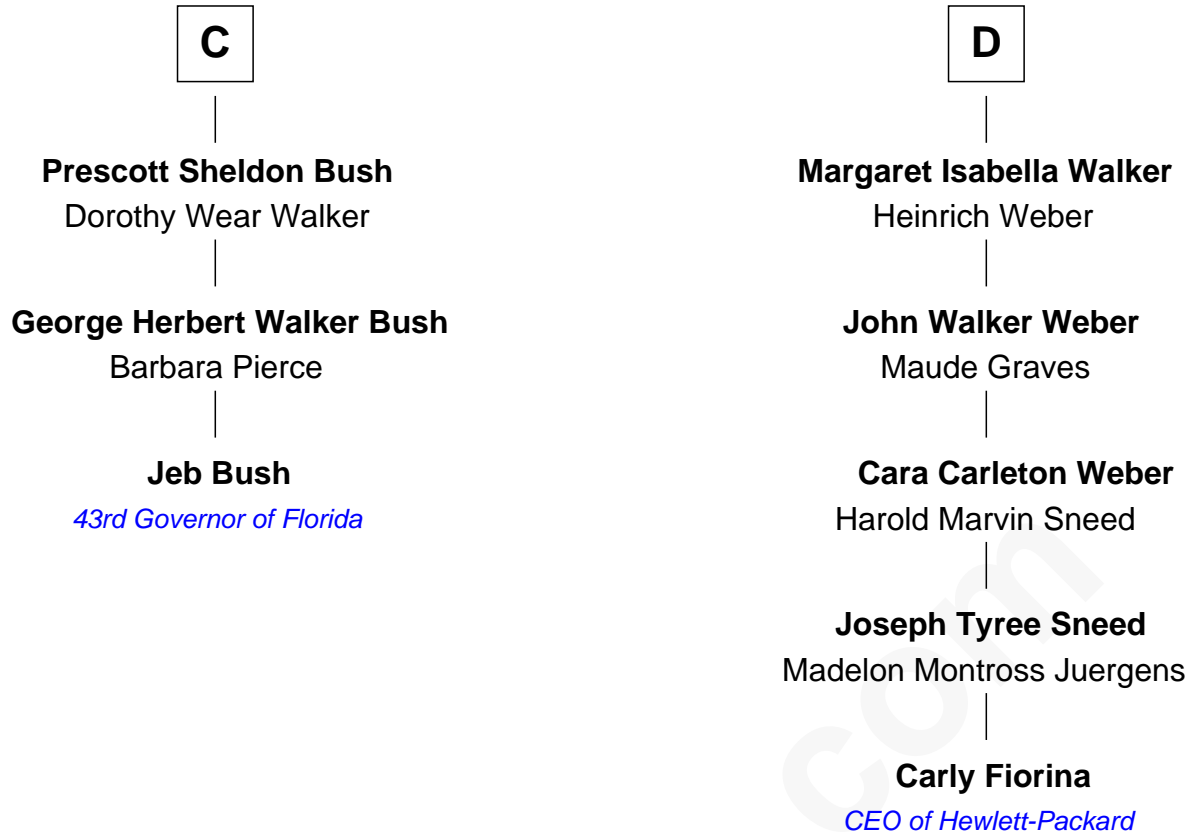 C
Prescott Sheldon Bush
Dorothy Wear Walker
George Herbert Walker Bush
Barbara Pierce
Jeb Bush
43rd Governor of Florida
D
Margaret Isabella Walker
Heinrich Weber
John Walker Weber
Maude Graves
Cara Carleton Weber
Harold Marvin Sneed
Joseph Tyree Sneed
Madelon Montross Juergens
Carly Fiorina
CEO of Hewlett-Packard
com